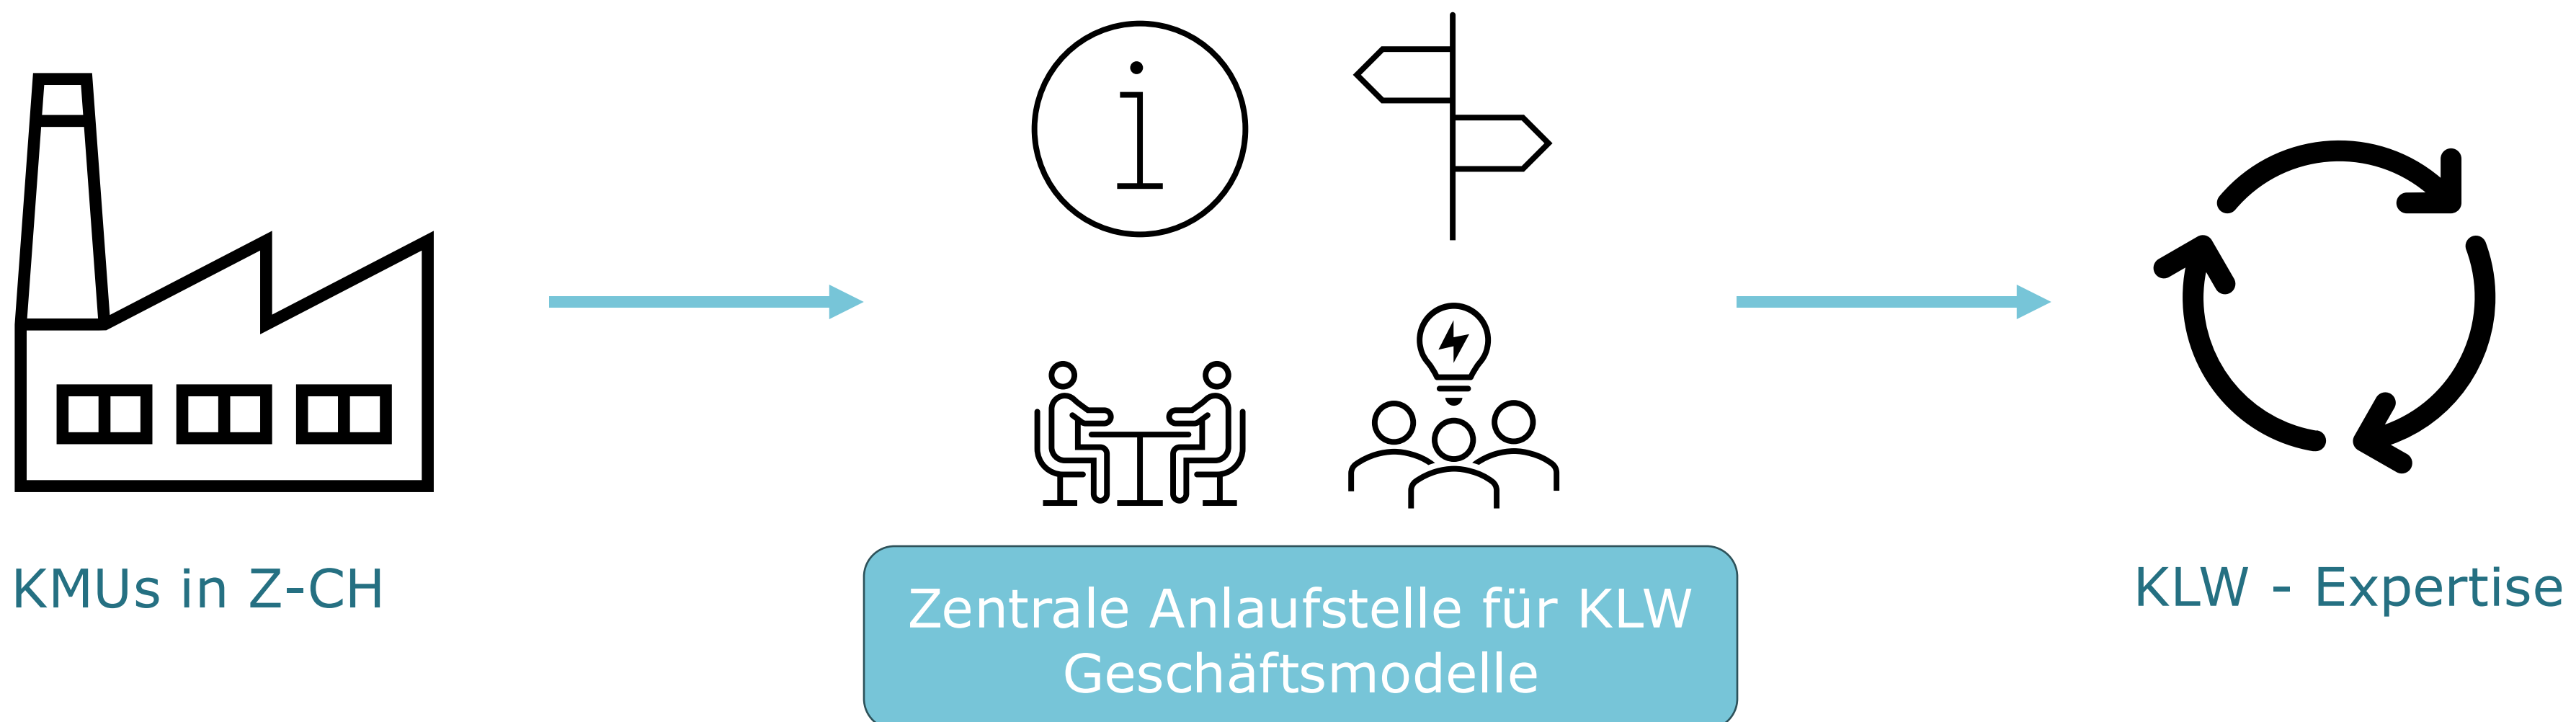 i
KMUs in Z-CH
Zentrale Anlaufstelle für KLW
Geschäftsmodelle
KLW - Expertise